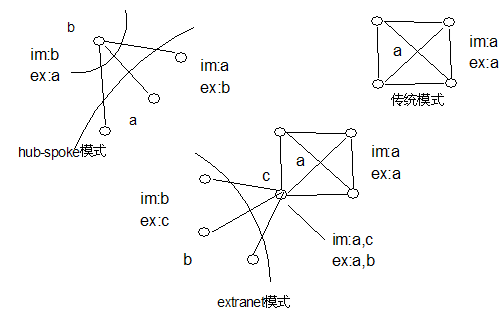 b
im:b
ex:a
im:a
ex:b
a
hub-spoke模式
a
im:a
ex:a
传统模式
c
a
im:a
ex:a
im:b
ex:c
b
im:a,c
ex:a,b
extranet模式